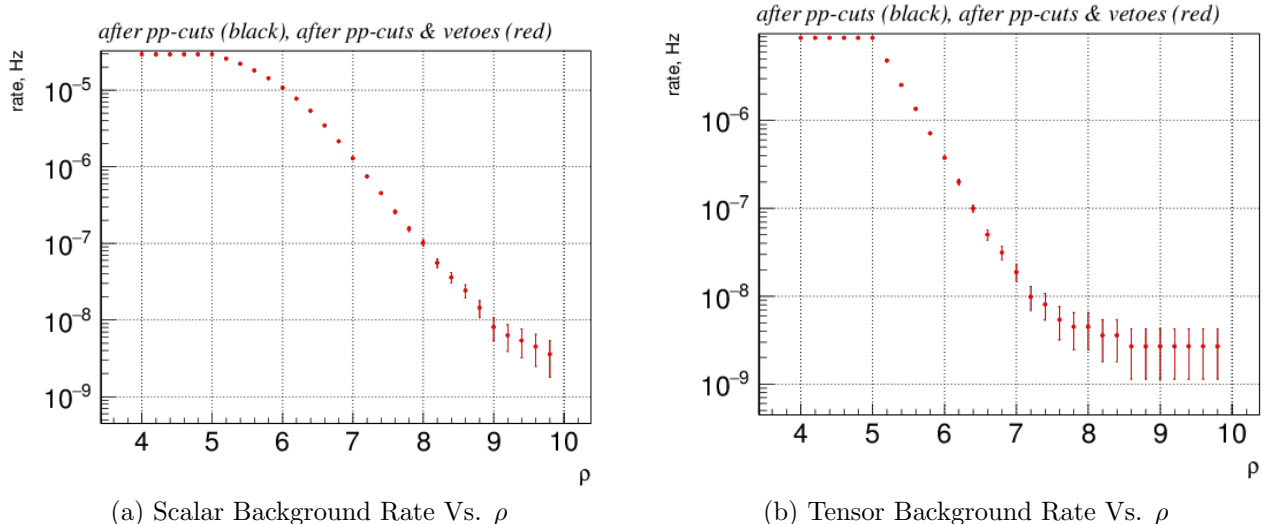 after pp-cuts (black), after pp-cuts & vetoes (red)
rate, Hz
10⁻⁵
10⁻⁶
10⁻⁷
10⁻⁸
10⁻⁹
4 5 6 7 8 9 10
ρ
(a) Scalar Background Rate Vs. ρ
after pp-cuts (black), after pp-cuts & vetoes (red)
rate, Hz
10⁻⁶
10⁻⁷
10⁻⁸
10⁻⁹
4 5 6 7 8 9 10
ρ
(b) Tensor Background Rate Vs. ρ